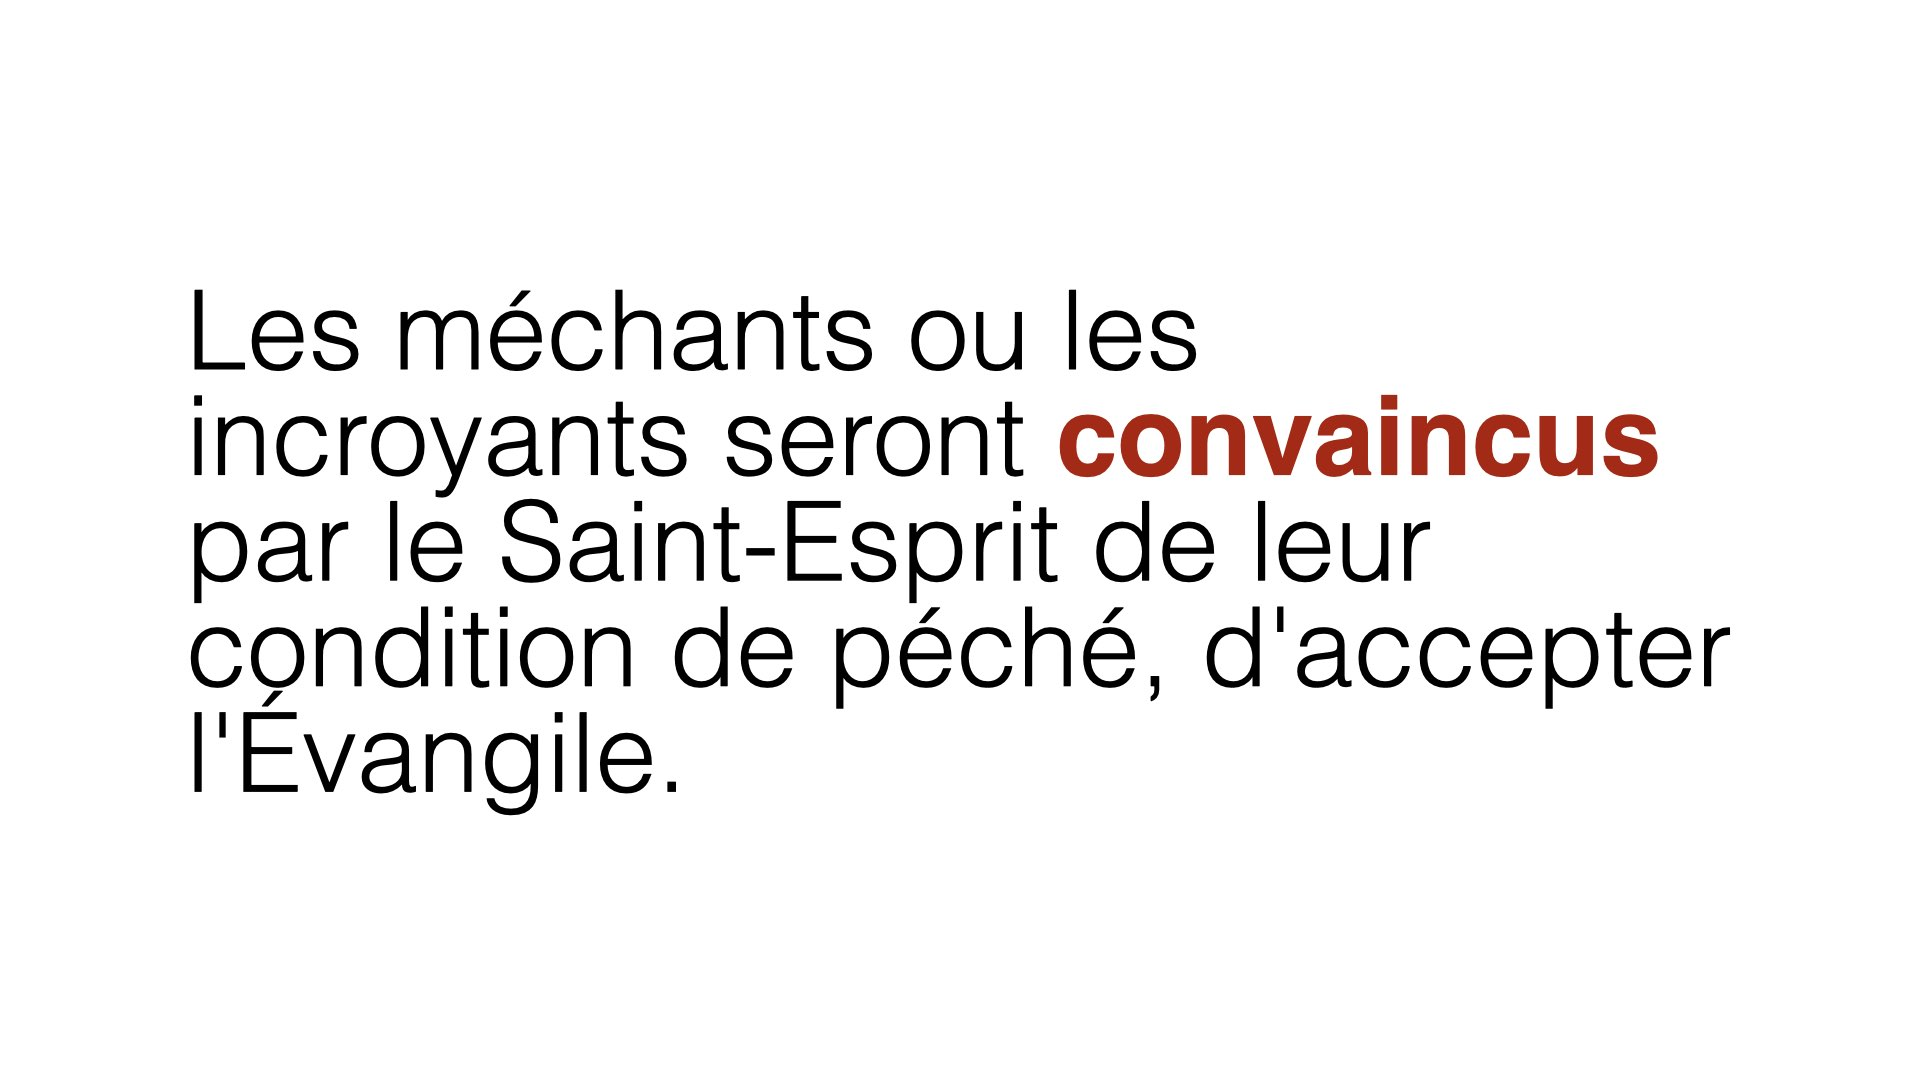 Les méchants ou les
incroyants seront convaincus
par le Saint-Esprit de leur
condition de péché, d'accepter
l'Évangile.